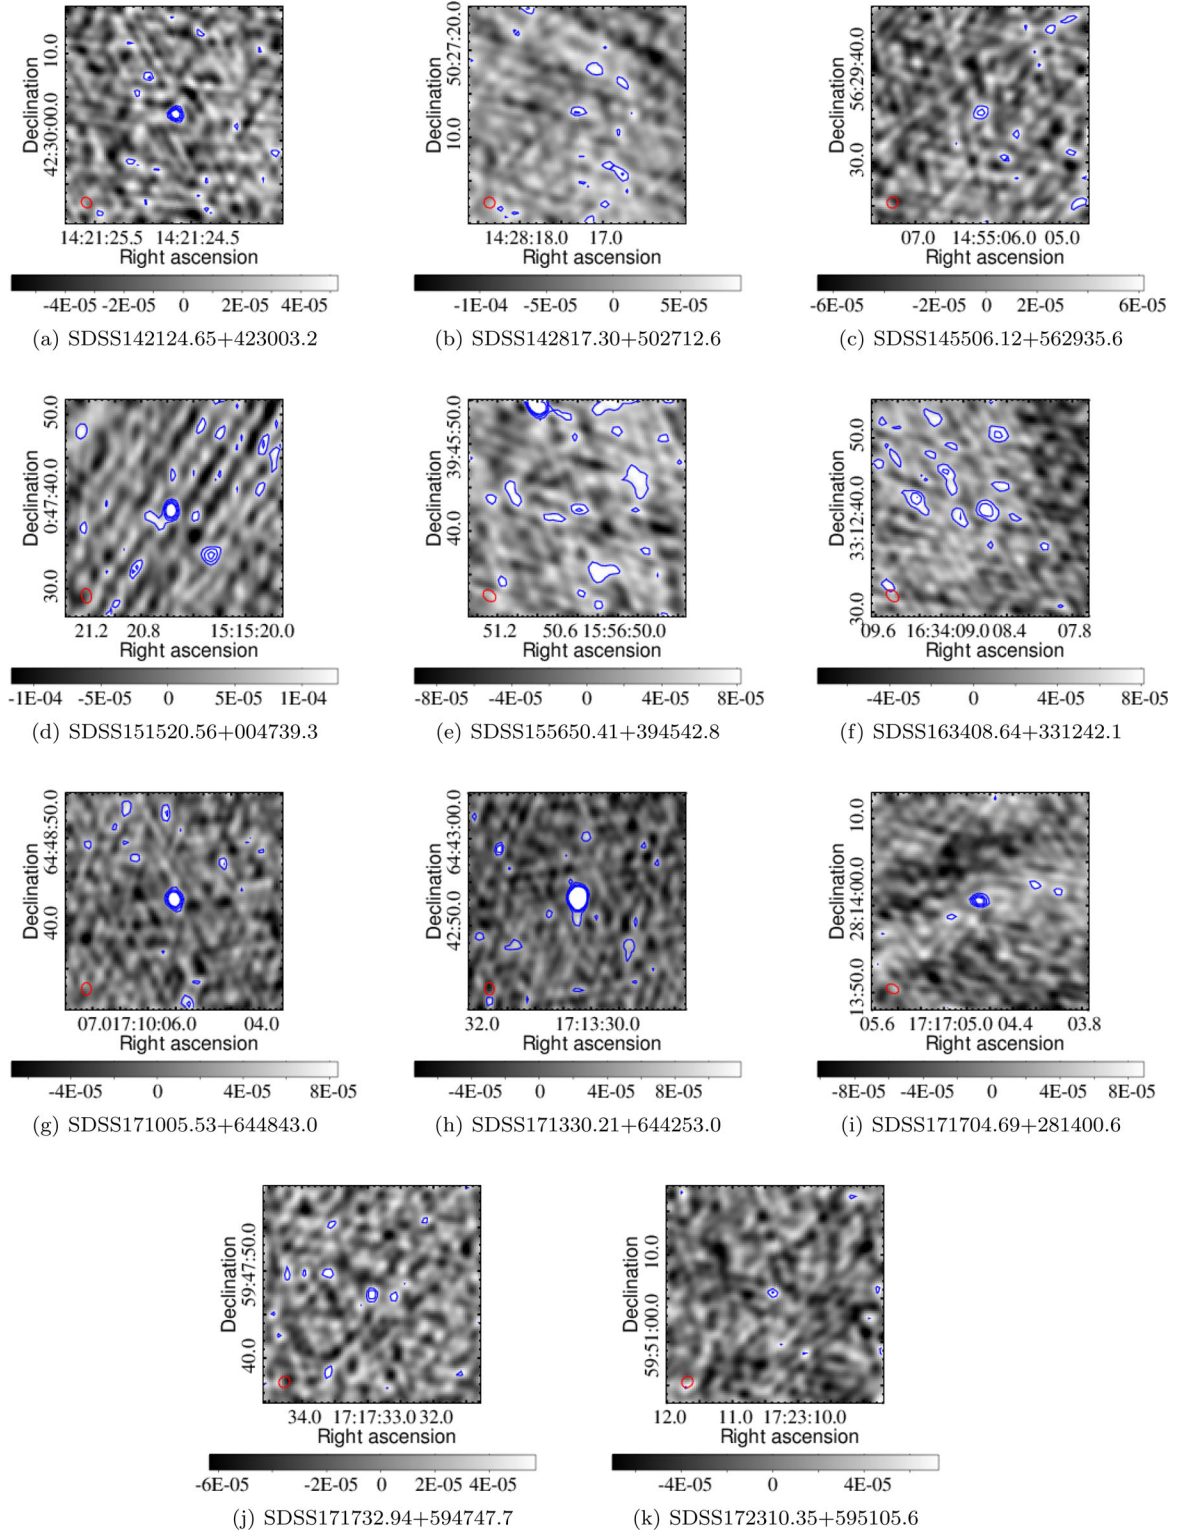 Declination
10.0
42:30:00.0
14:21:25.5 14:21:24.5
Right ascension
-4E-05 -2E-05 0 2E-05 4E-05
(a) SDSS142124.65+423003.2
Declination
50:27:20.0
10.0
14:28:18.0 17.0
Right ascension
-1E-04 -5E-05 0 5E-05
(b) SDSS142817.30+502712.6
Declination
56:29:40.0
30.0
07.0 14:55:06.0 05.0
Right ascension
-6E-05 -2E-05 0 2E-05 6E-05
(c) SDSS145506.12+562935.6
Declination
50.0
0:47:40.0
30.0
21.2 20.8 15:15:20.0
Right ascension
-1E-04 -5E-05 0 5E-05 1E-04
(d) SDSS151520.56+004739.3
Declination
39:45:50.0
40.0
51.2 50.6 15:56:50.0
Right ascension
-8E-05 -4E-05 0 4E-05 8E-05
(e) SDSS155650.41+394542.8
Declination
50.0
33:12:40.0
30.0
09.6 16:34:09.0 08.4 07.8
Right ascension
-4E-05 0 4E-05 8E-05
(f) SDSS163408.64+331242.1
Declination
64:48:50.0
40.0
07.0 17:10:06.0 04.0
Right ascension
-4E-05 0 4E-05 8E-05
(g) SDSS171005.53+644843.0
Declination
64:43:00.0
42:50.0
32.0 17:13:30.0
Right ascension
-4E-05 0 4E-05 8E-05
(h) SDSS171330.21+644253.0
Declination
10.0
28:14:00.0
13:50.0
05.6 17:17:05.0 04.4 03.8
Right ascension
-8E-05 -4E-05 0 4E-05 8E-05
(i) SDSS171704.69+281400.6
Declination
59:47:50.0
40.0
34.0 17:17:33.0 32.0
Right ascension
-6E-05 -2E-05 0 2E-05 4E-05
(j) SDSS171732.94+594747.7
Declination
10.0
59:51:00.0
12.0 11.0 17:23:10.0
Right ascension
-4E-05 0 4E-05
(k) SDSS172310.35+595105.6